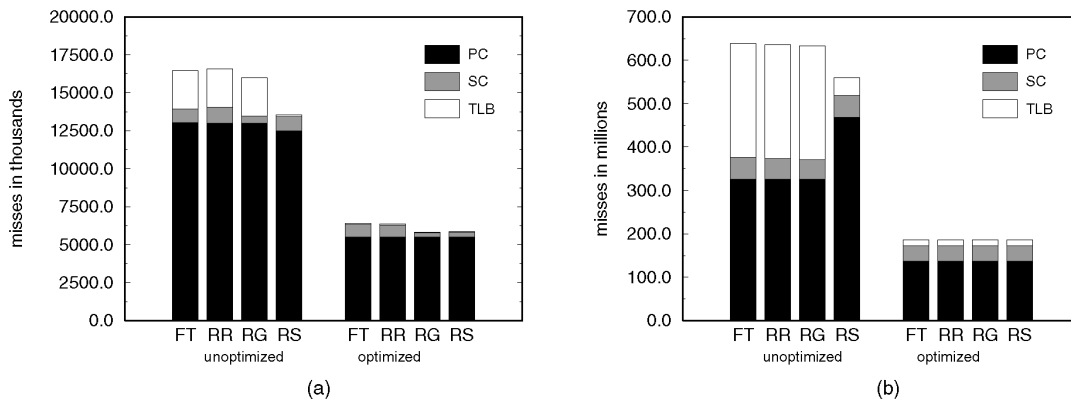 misses in thousands
20000.0
17500.0
15000.0
12500.0
10000.0
7500.0
5000.0
2500.0
0.0
PC
SC
TLB
FT RR RG RS FT RR RG RS
unoptimized optimized
(a)
misses in millions
700.0
600.0
500.0
400.0
300.0
200.0
100.0
0.0
PC
SC
TLB
FT RR RG RS FT RR RG RS
unoptimized optimized
(b)